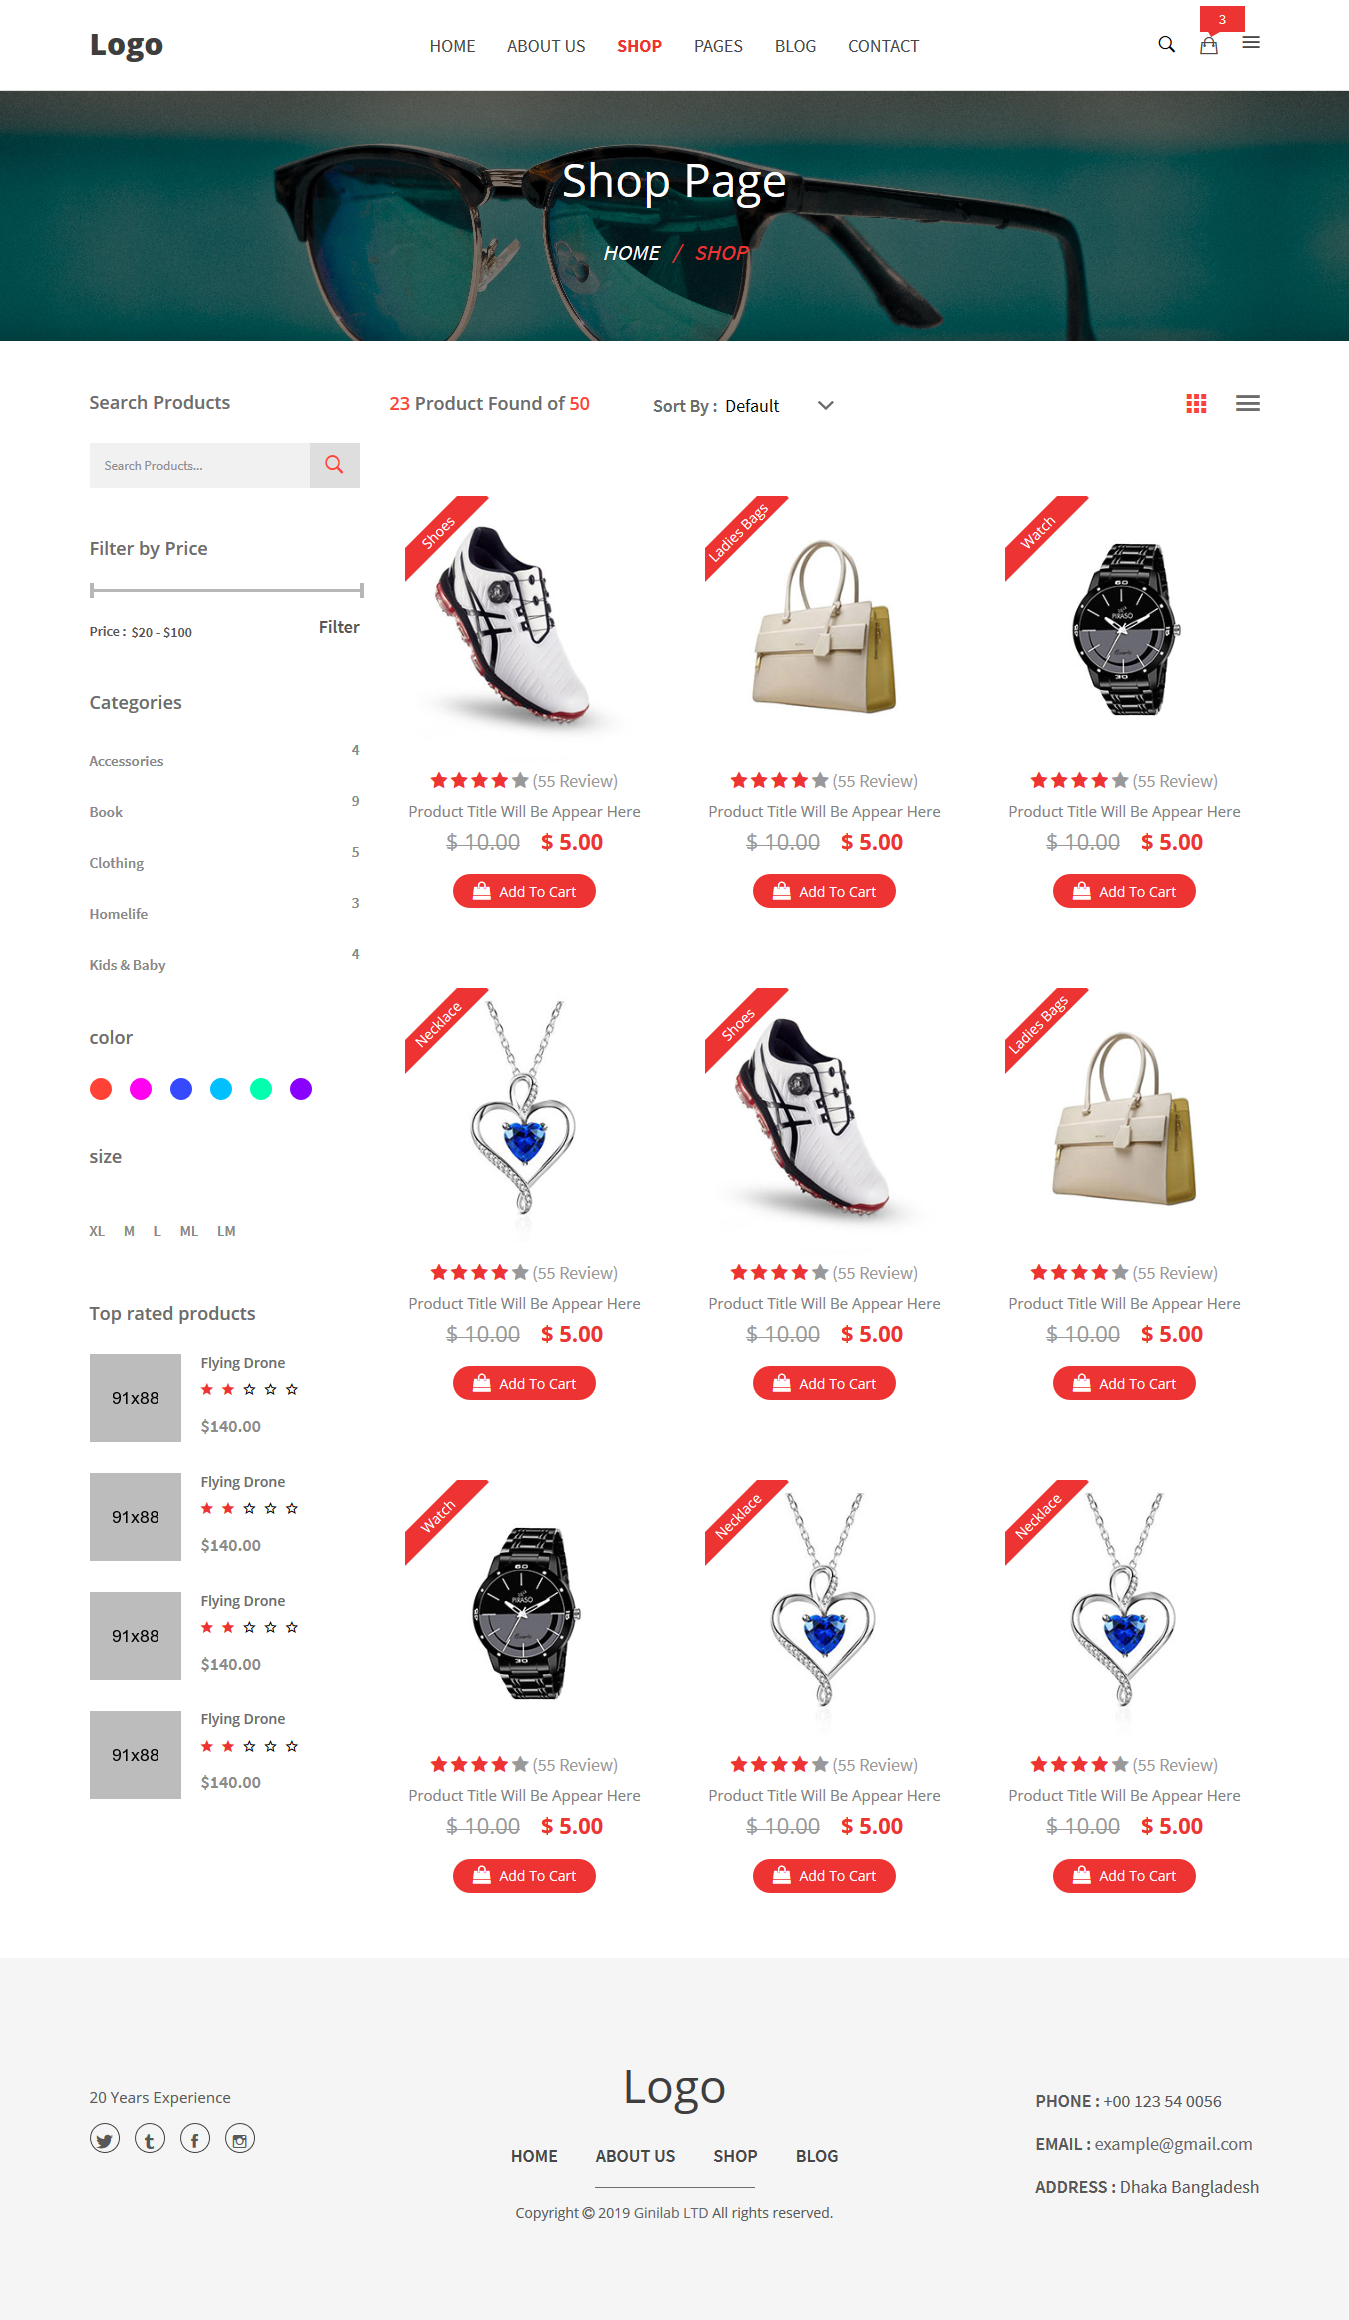 3
Logo
HOME ABOUT US SHOP PAGES BLOG CONTACT
Shop Page
HOME / SHOP
Search Products
Search Products...
Filter by Price
Price : $20 - $100
Filter
Categories
Accessories 4
Book 9
Clothing 5
Homelife 3
Kids & Baby 4
color
size
XL M L ML LM
Top rated products
91x88
Flying Drone
$140.00
91x88
Flying Drone
$140.00
91x88
Flying Drone
$140.00
91x88
Flying Drone
$140.00
23 Product Found of 50
Sort By : Default
Shoes
(55 Review)
Product Title Will Be Appear Here
$ 10.00 $ 5.00
Add To Cart
Ladies Bags
(55 Review)
Product Title Will Be Appear Here
$ 10.00 $ 5.00
Add To Cart
Watch
60
PIRASO
30
(55 Review)
Product Title Will Be Appear Here
$ 10.00 $ 5.00
Add To Cart
Necklace
(55 Review)
Product Title Will Be Appear Here
$ 10.00 $ 5.00
Add To Cart
Shoes
(55 Review)
Product Title Will Be Appear Here
$ 10.00 $ 5.00
Add To Cart
Ladies Bags
(55 Review)
Product Title Will Be Appear Here
$ 10.00 $ 5.00
Add To Cart
Watch
60
PIRASO
30
(55 Review)
Product Title Will Be Appear Here
$ 10.00 $ 5.00
Add To Cart
Necklace
(55 Review)
Product Title Will Be Appear Here
$ 10.00 $ 5.00
Add To Cart
Necklace
(55 Review)
Product Title Will Be Appear Here
$ 10.00 $ 5.00
Add To Cart
20 Years Experience
Logo
HOME ABOUT US SHOP BLOG
Copyright © 2019 Ginilab LTD All rights reserved.
PHONE : +00 123 54 0056
EMAIL : example@gmail.com
ADDRESS : Dhaka Bangladesh